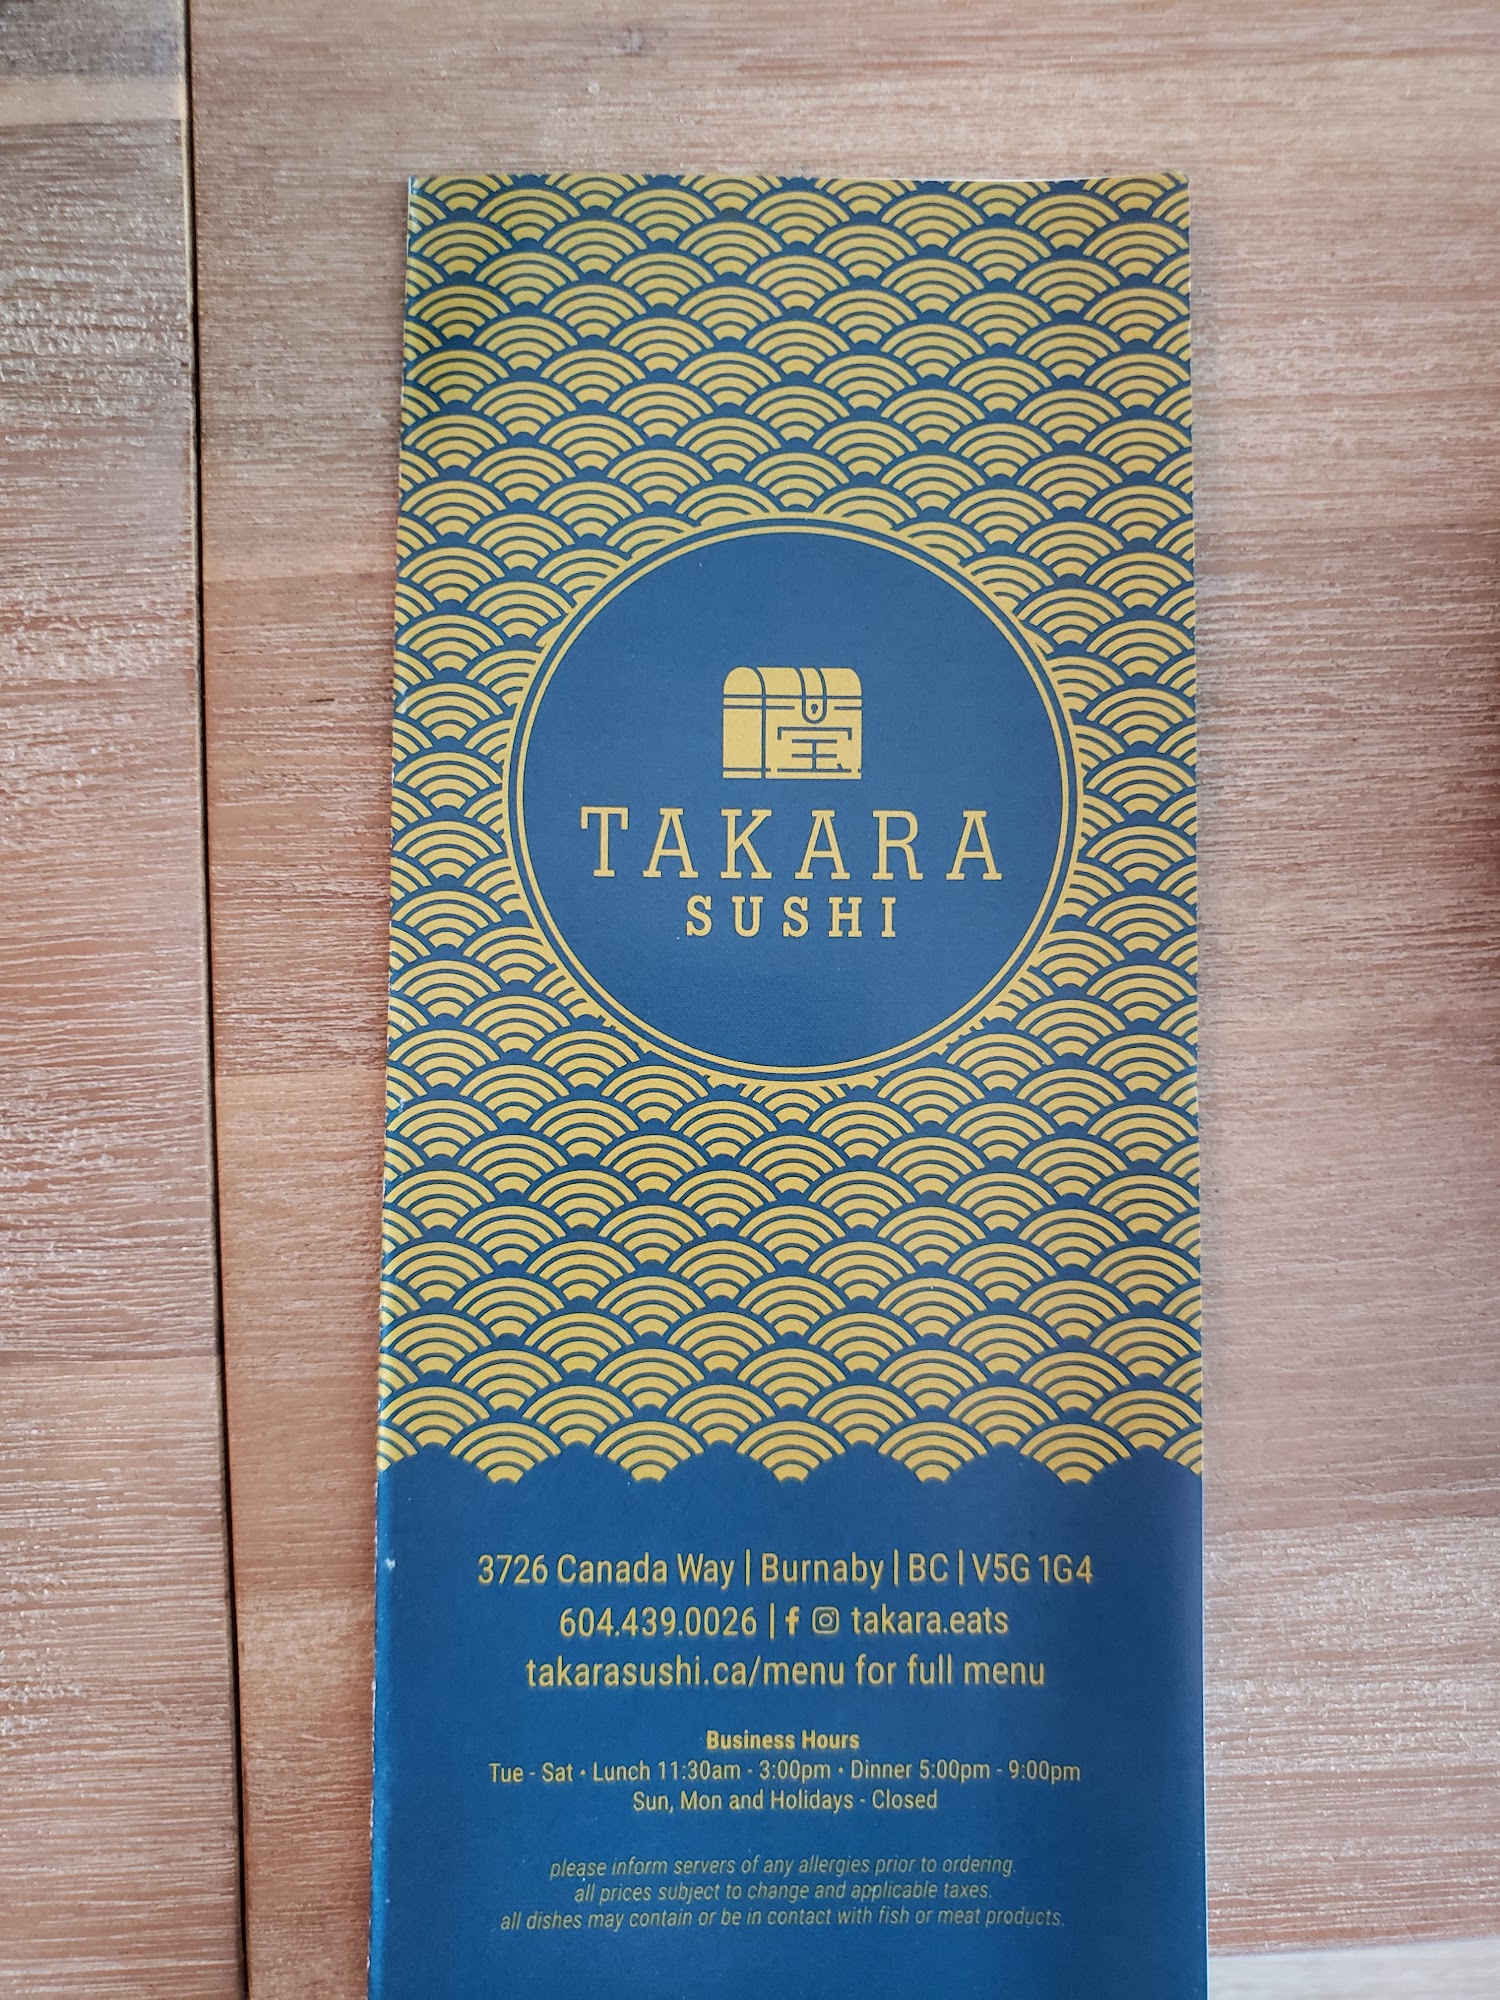 宝
TAKARA
SUSHI
3726 Canada Way | Burnaby | BC | V5G 1G4
604.439.0026 | f takara.eats
takarasushi.ca/menu for full menu
Business Hours
Tue - Sat • Lunch 11:30am - 3:00pm • Dinner 5:00pm - 9:00pm
Sun, Mon and Holidays - Closed
please inform servers of any allergies prior to ordering.
all prices subject to change and applicable taxes.
all dishes may contain or be in contact with fish or meat products.